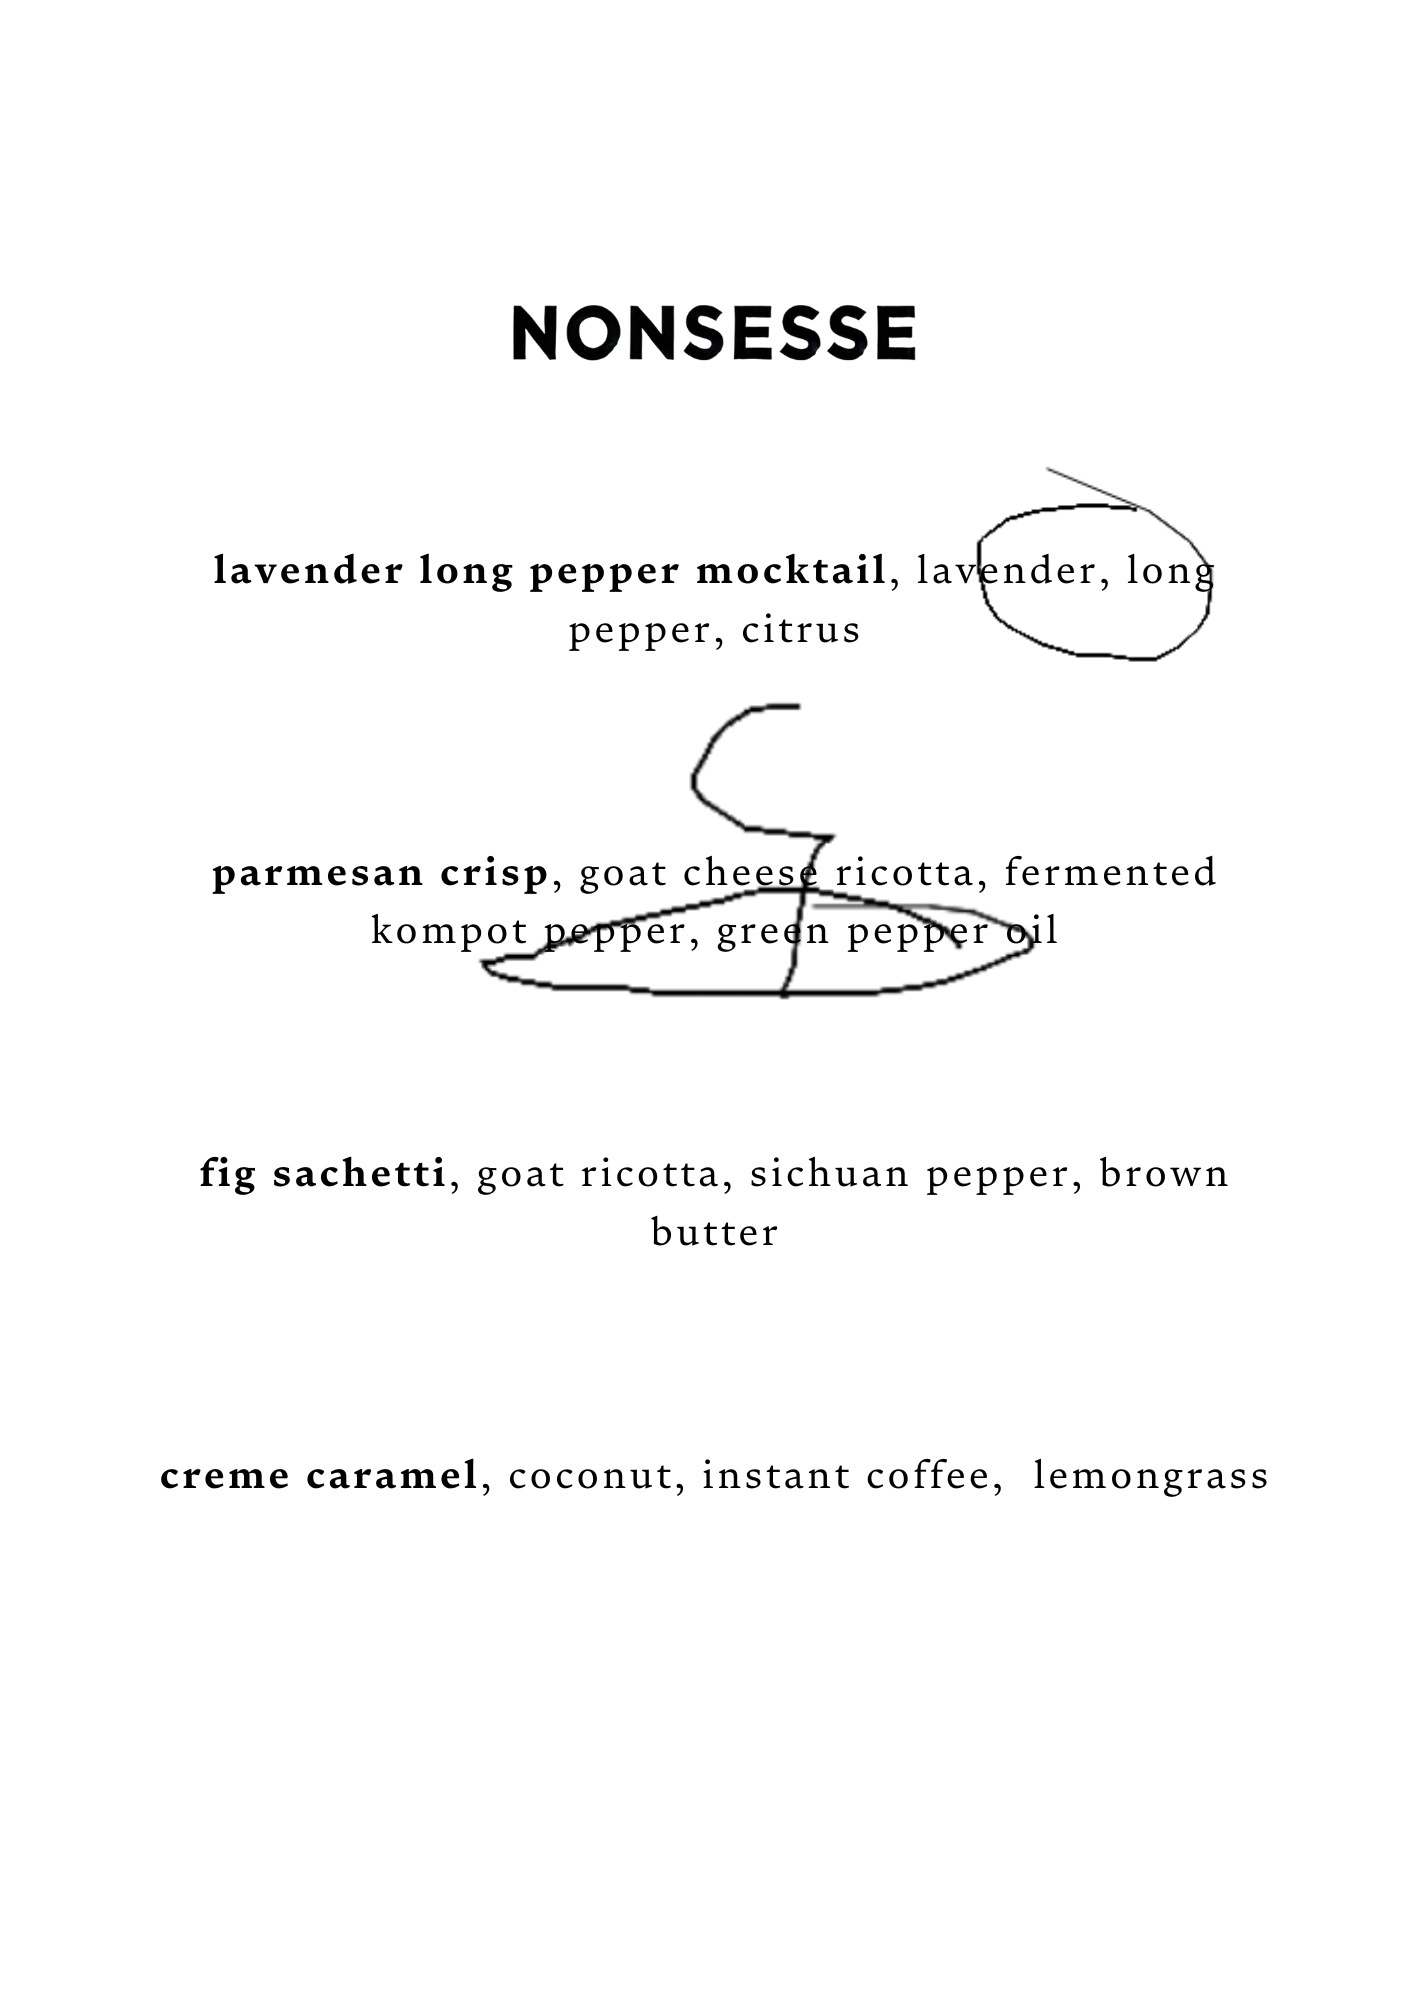 NONSESSE
lavender long pepper mocktail, lavender, long
pepper, citrus
parmesan crisp, goat cheese ricotta, fermented
kompot pepper, green pepper oil
fig sachetti, goat ricotta, sichuan pepper, brown
butter
creme caramel, coconut, instant coffee,  lemongrass